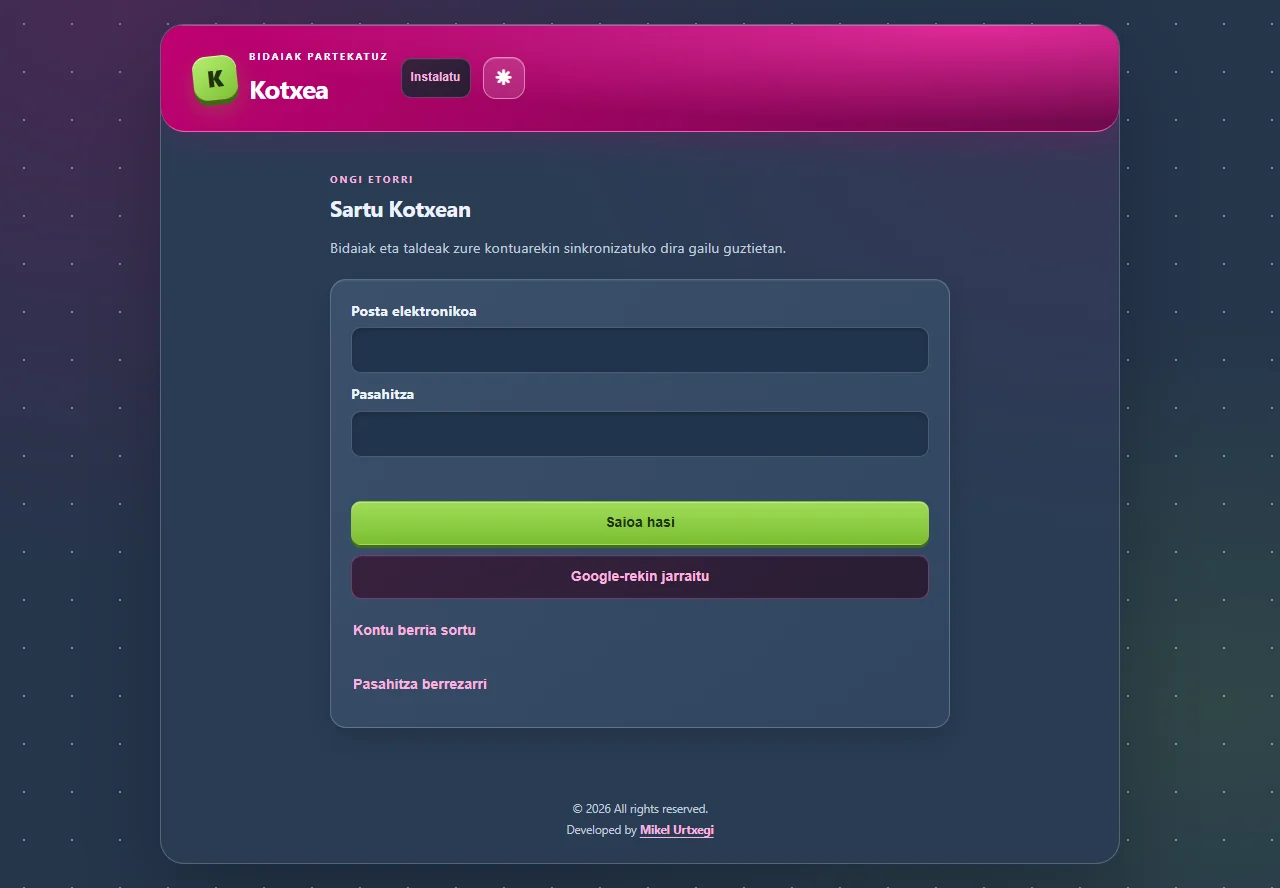 K
BIDAIAK PARTEKATUZ
Kotxea
Instalatu
ONGI ETORRI
Sartu Kotxean
Bidaiak eta taldeak zure kontuarekin sinkronizatuko dira gailu guztietan.
Posta elektronikoa
Pasahitza
Saioa hasi
Google-rekin jarraitu
Kontu berria sortu
Pasahitza berrezarri
© 2026 All rights reserved.
Developed by Mikel Urtxegi